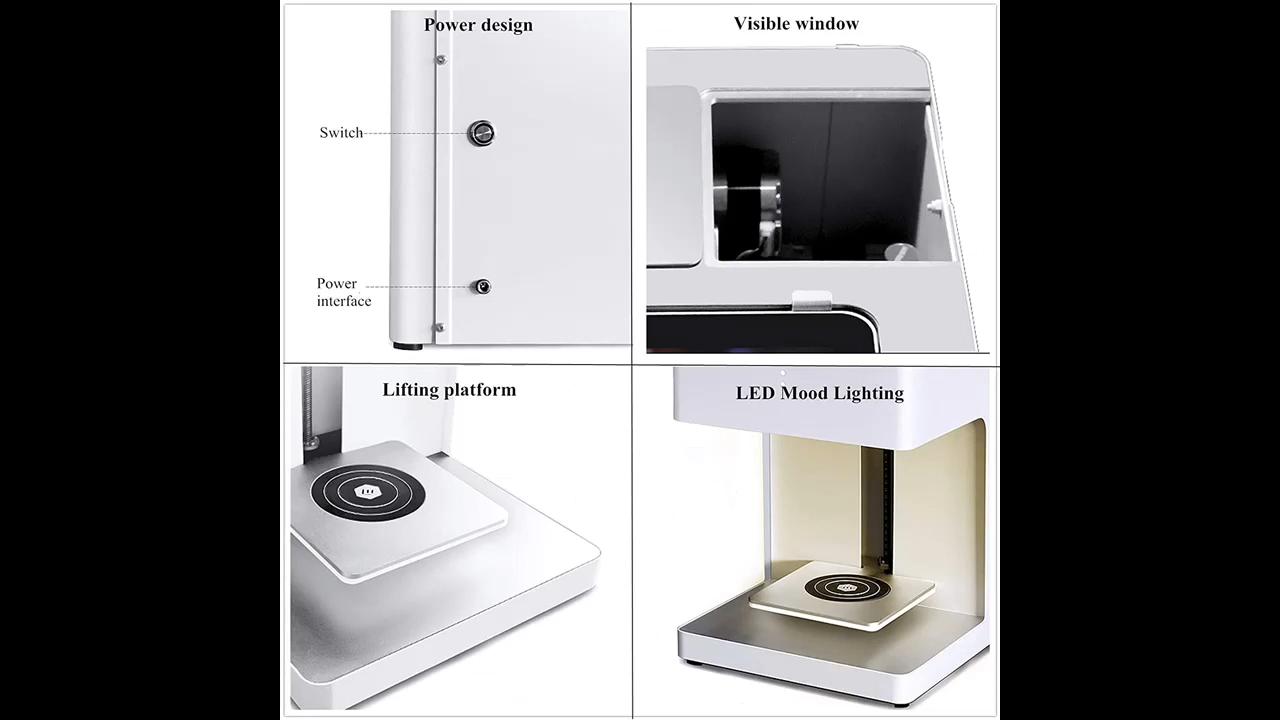 Power design
Switch
Power
interface
Visible window
Lifting platform
LED Mood Lighting